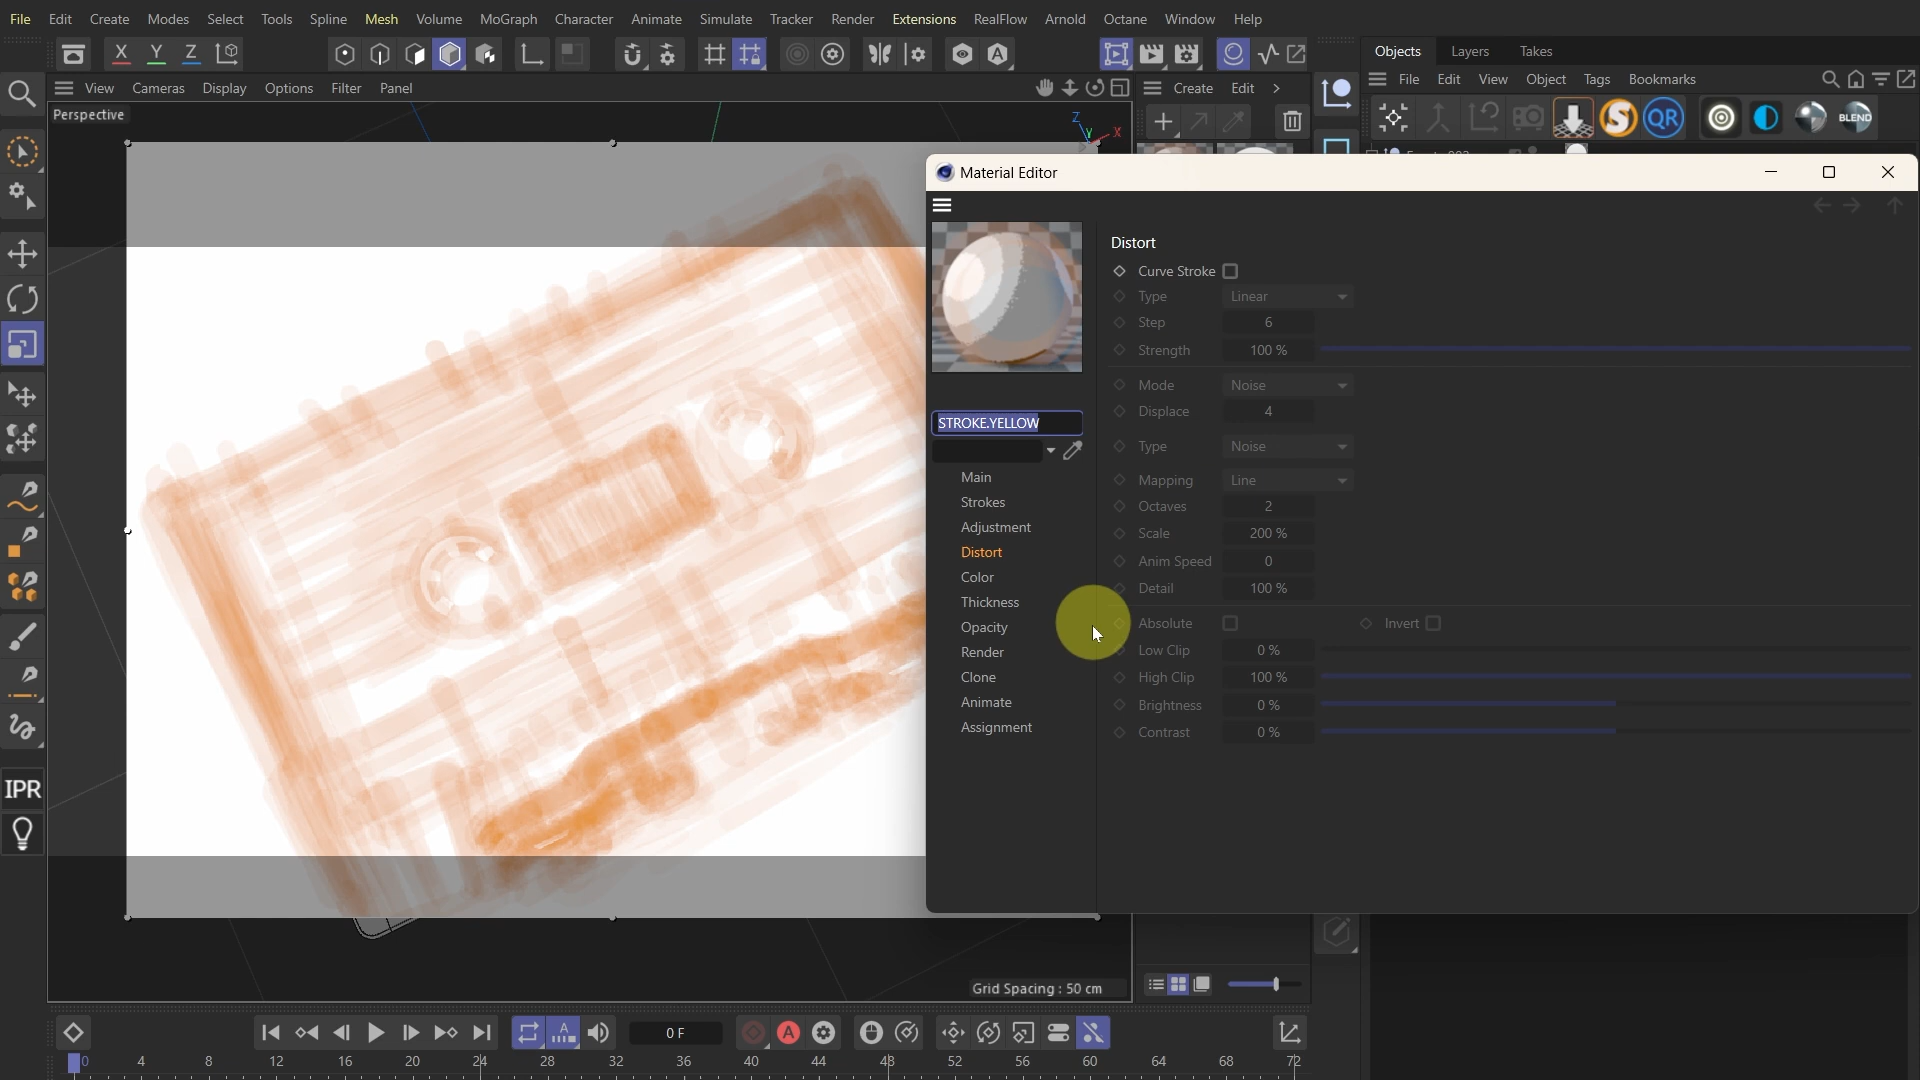 File Edit Create Modes Select Tools Spline Mesh Volume MoGraph Character Animate Simulate Tracker Render Extensions RealFlow Arnold Octane Window Help
X Y Z
Objects Layers Takes
File Edit View Object Tags Bookmarks
View Cameras Display Options Filter Panel
Create Edit >
S QR BLEND
Perspective
Z
Y X
Material Editor
Distort
Curve Stroke
Type Linear
Step 6
Strength 100 %
Mode Noise
Displace 4
STROKE.YELLOW
Type Noise
Main
Mapping Line
Strokes
Octaves 2
Adjustment
Scale 200 %
Distort
Anim Speed 0
Color
Detail 100 %
Thickness
Absolute Invert
Opacity
Low Clip 0 %
Render
High Clip 100 %
Clone
Brightness 0 %
Animate
Contrast 0 %
Assignment
IPR
Grid Spacing : 50 cm
A A 0 F
0 4 8 12 16 20 24 28 32 36 40 44 48 52 56 60 64 68 72